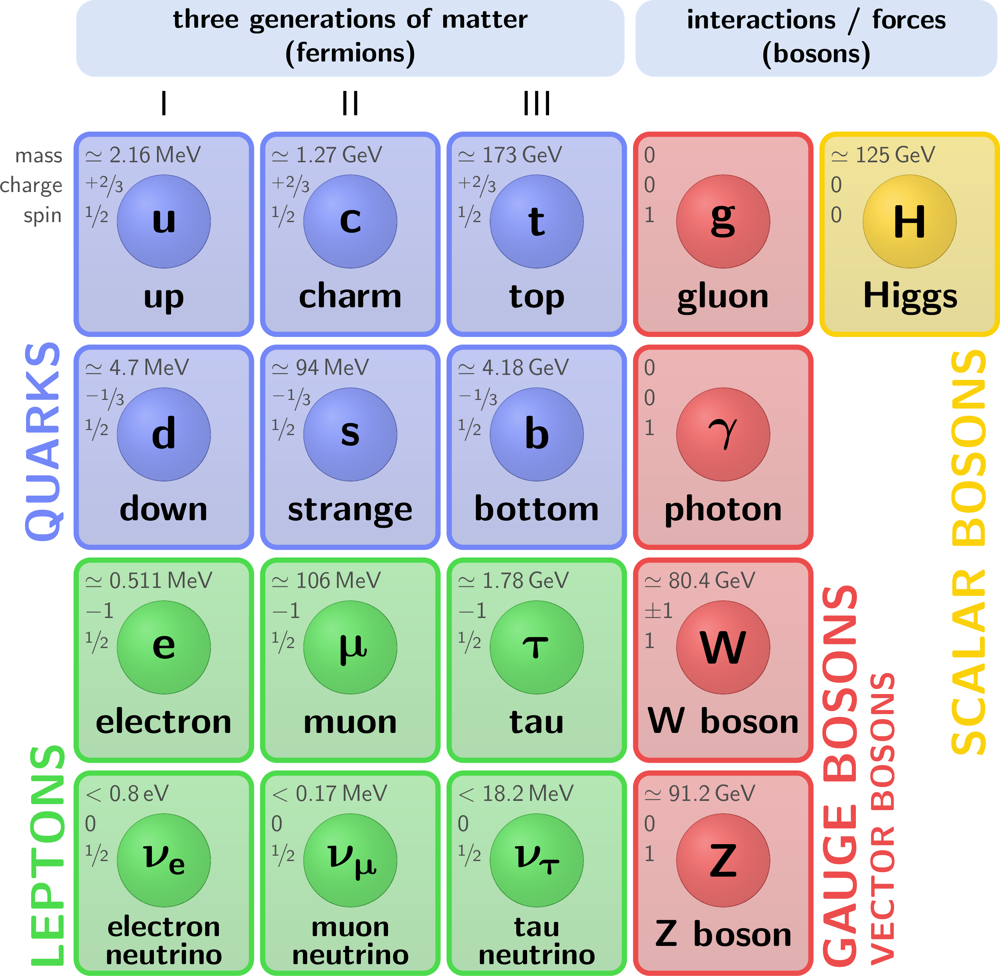 three generations of matter
(fermions)
interactions / forces
(bosons)
I
II
III
mass
charge
spin
≃ 2.16 MeV
+2/3
1/2
u
up
≃ 1.27 GeV
+2/3
1/2
c
charm
≃ 173 GeV
+2/3
1/2
t
top
0
0
1
g
gluon
≃ 125 GeV
0
0
H
Higgs
QUARKS
≃ 4.7 MeV
−1/3
1/2
d
down
≃ 94 MeV
−1/3
1/2
s
strange
≃ 4.18 GeV
−1/3
1/2
b
bottom
0
0
1
γ
photon
SCALAR BOSONS
LEPTONS
≃ 0.511 MeV
−1
1/2
e
electron
≃ 106 MeV
−1
1/2
μ
muon
≃ 1.78 GeV
−1
1/2
τ
tau
≃ 80.4 GeV
±1
1
W
W boson
GAUGE BOSONS
VECTOR BOSONS
< 0.8 eV
0
1/2
νe
electron
neutrino
< 0.17 MeV
0
1/2
νμ
muon
neutrino
< 18.2 MeV
0
1/2
ντ
tau
neutrino
≃ 91.2 GeV
0
1
Z
Z boson